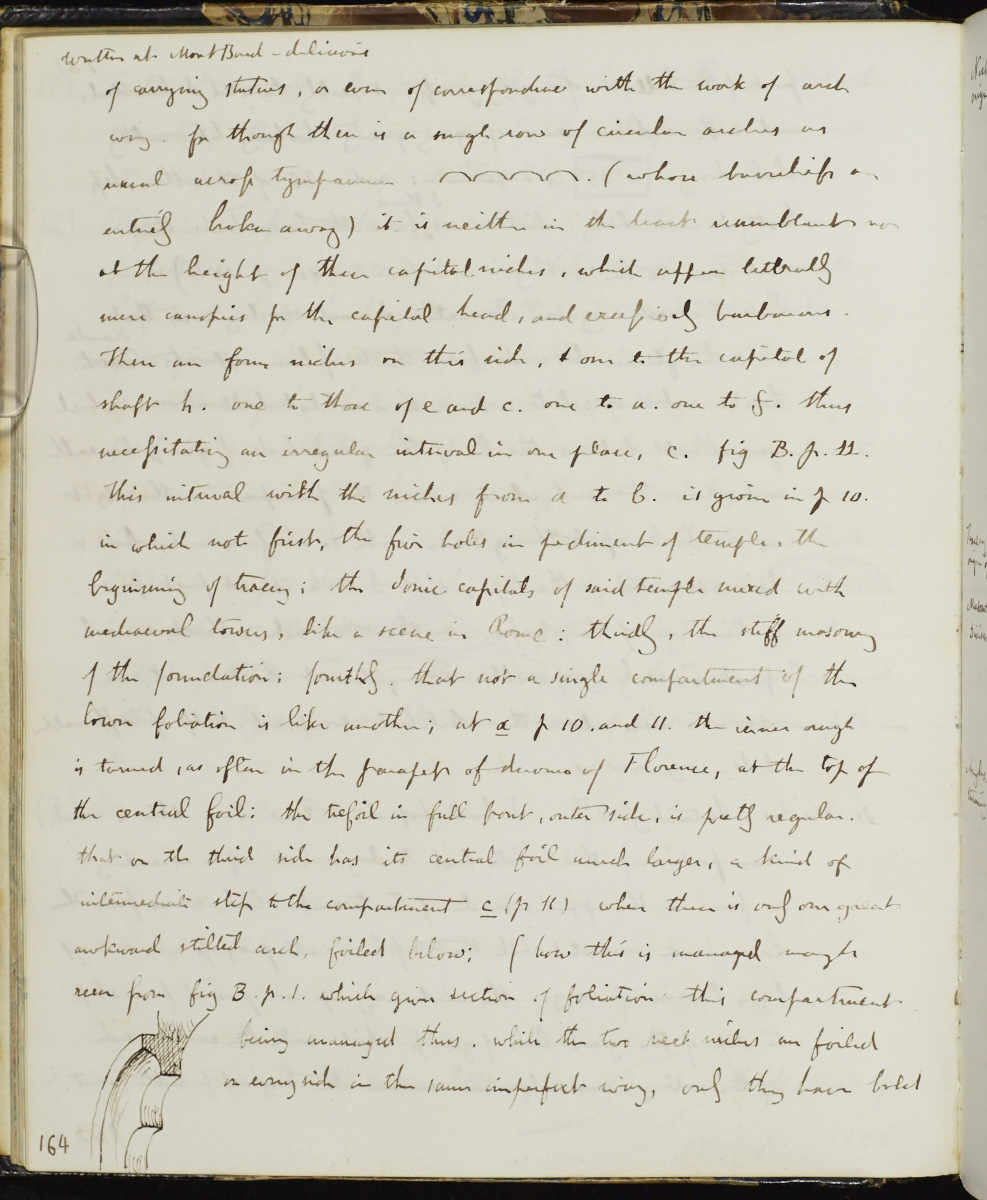 written at Mont Band - delicious
of carrying statues, or even of correspondence with the work of arch
way. for though there is a single row of circular arches as
usual across tympanum (whose basreliefs are
entirely broken away) it is neither in the least resemblant nor
at the height of these capital niches, which appear litterally
mere canopies for the capital head, and excessively barbarous.
There are four niches on this side, & one to the capital of
shaft h. one to those of e and c. one to a. one to g. thus
necessitating an irregular interval in one place, c. fig B. p. 11.
This interval with the niches from a to b. is given in p 10.
in which note first, the five holes in pediment of temple, the
beginning of tracery; the Ionic capitals of said temple mixed with
mediaeval towers, like a scene in Rome: thirdly, the stiff masonry
of the foundation; fourthly. that not a single compartment of the
lower foliation is like another; at a p 10. and 11. the inner ough
is turned, as often in the parapets of duomo of Florence, at the top of
the central foil: the trefoil in full front, outer side, is pretty regular.
that on the third side has its central foil much larger, a kind of
intermediate step to the compartment c (p 11) where there is only one great
awkward stilted arch, foiled below; (how this is managed may be
seen from fig B. p. 1. which gives section of foliation this compartment
being managed thus. while the two next niches are foiled
on every side in the same imperfect way, only they have bold
164